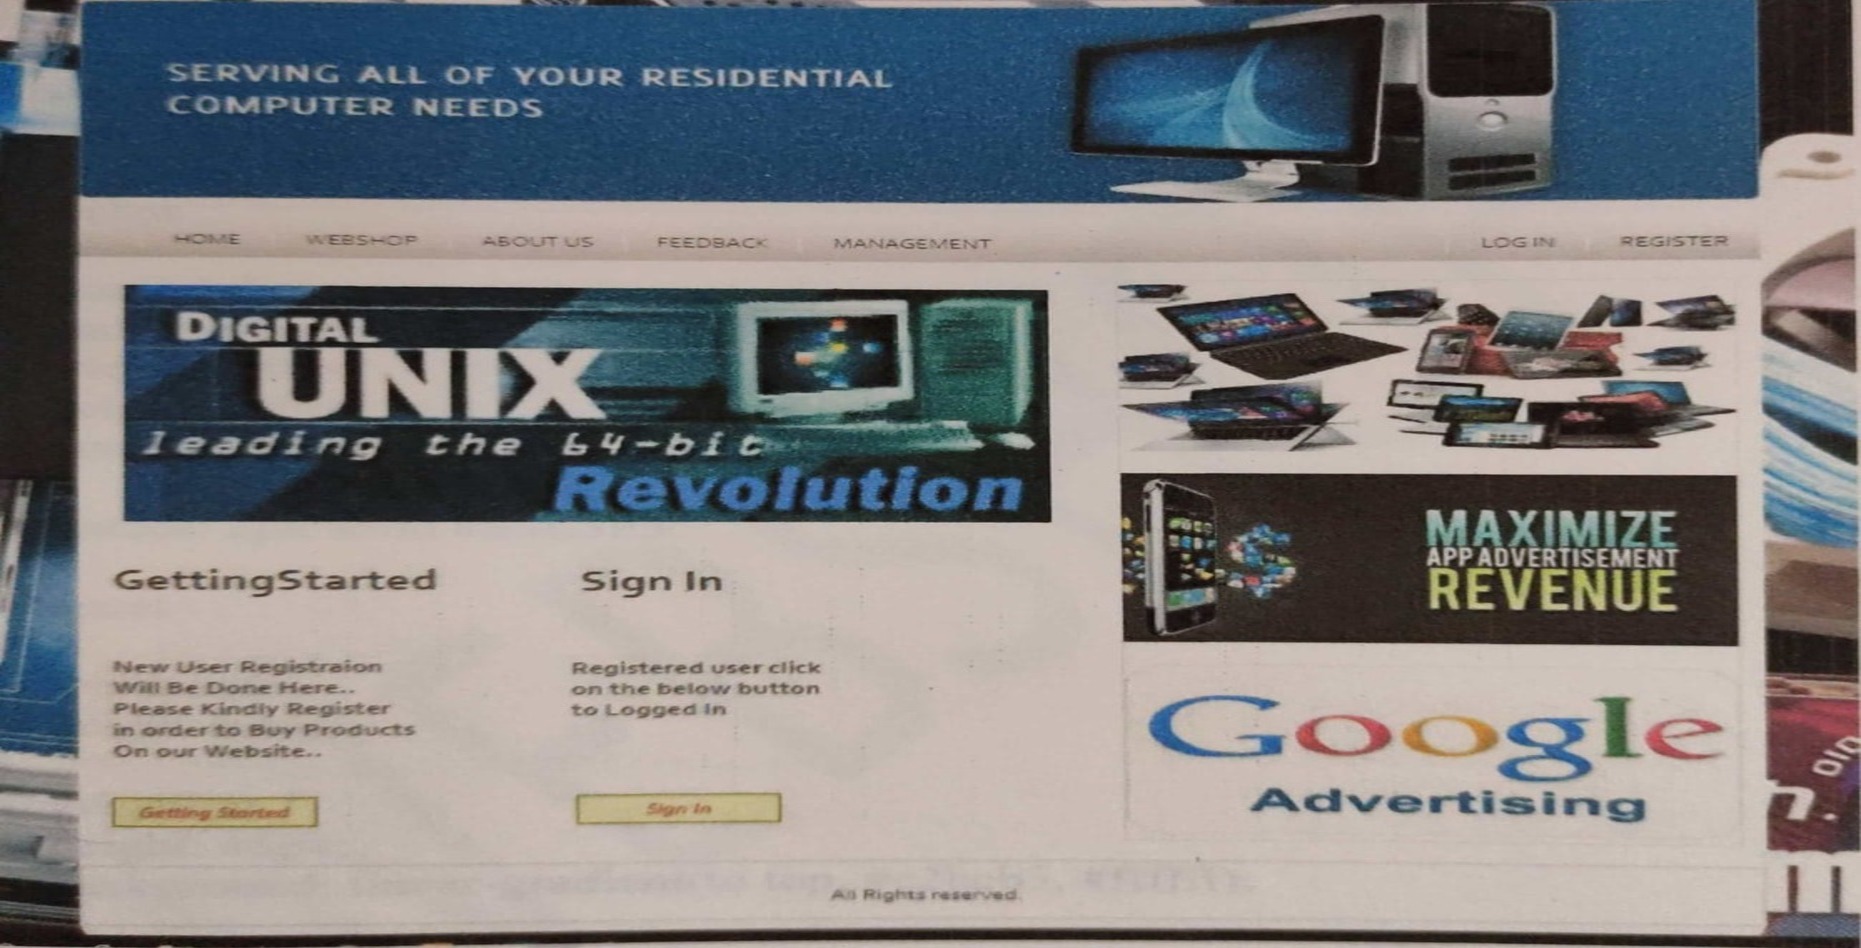 SERVING ALL OF YOUR RESIDENTIAL
COMPUTER NEEDS
HOME WEBSHOP ABOUT US FEEDBACK MANAGEMENT LOG IN REGISTER
DIGITAL
UNIX
leading the 64-bit
Revolution
MAXIMIZE
APP ADVERTISEMENT
REVENUE
GettingStarted
New User Registraion
Will Be Done Here..
Please Kindly Register
in order to Buy Products
On our Website..
Getting Started
Sign In
Registered user click
on the below button
to Logged In
Sign In
Google
Advertising
All Rights reserved.